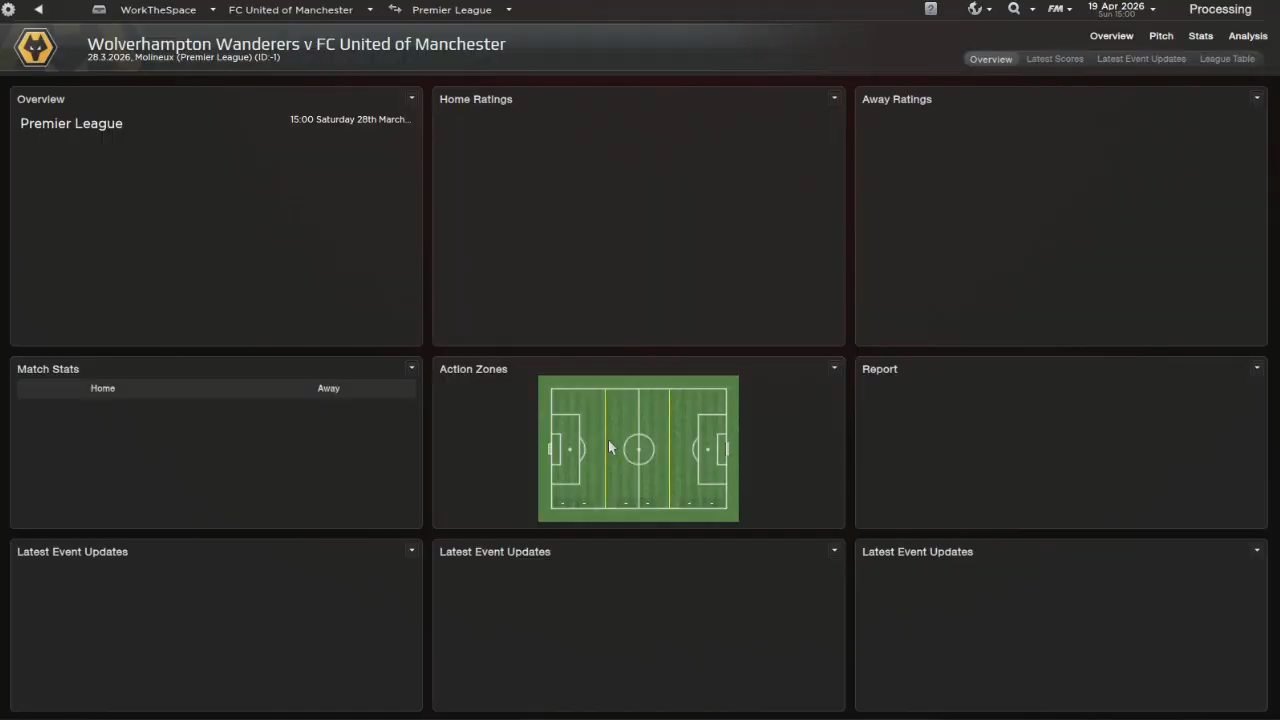 WorkTheSpace FC United of Manchester Premier League FM 19 Apr 2026 Processing
Sun 15:00
Wolverhampton Wanderers v FC United of Manchester
28.3.2026, Molineux (Premier League) (ID:-1)
Overview Pitch Stats Analysis
Overview Latest Scores Latest Event Updates League Table
Overview
Premier League 15:00 Saturday 28th March...
Home Ratings
Away Ratings
Match Stats
Home Away
Action Zones
Report
Latest Event Updates
Latest Event Updates
Latest Event Updates